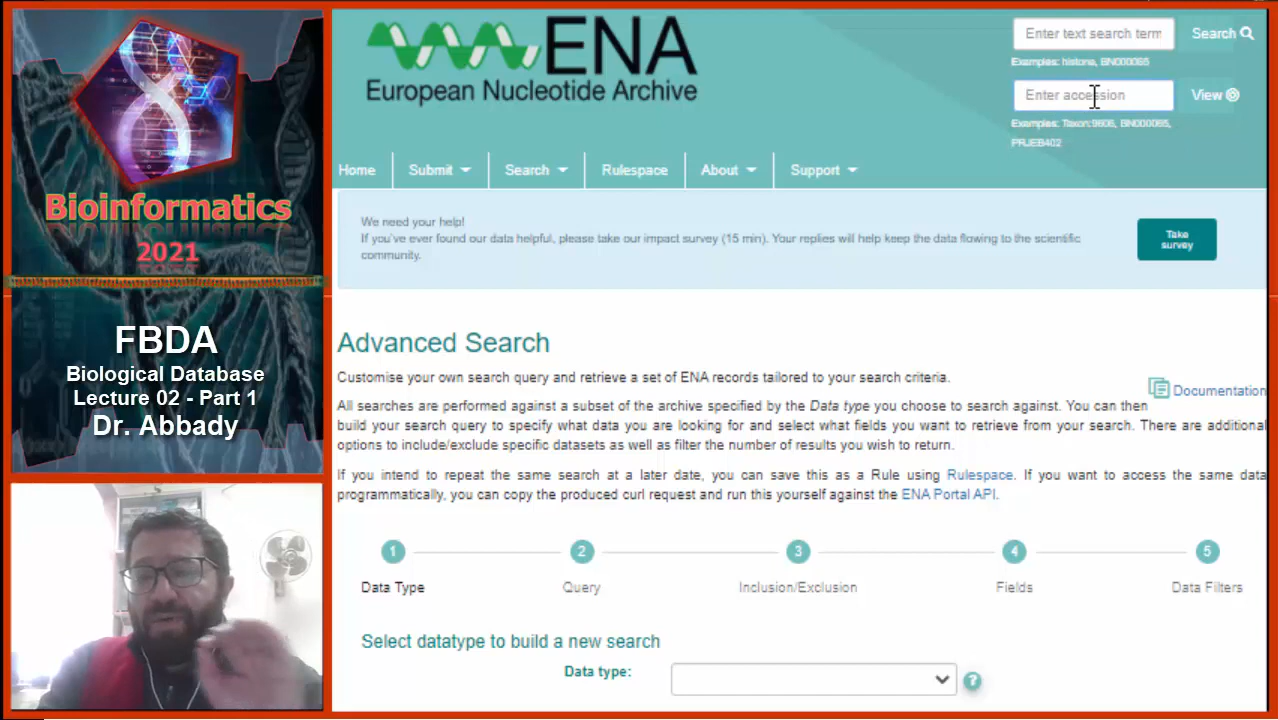 Bioinformatics
2021
FBDA
Biological Database
Lecture 02 - Part 1
Dr. Abbady
ENA
European Nucleotide Archive
Enter text search term
Search
Examples: histone, BN000065
Enter accession
View
Examples: Taxon:9606, BN000065,
PRJEB402
Home
Submit
Search
Rulespace
About
Support
We need your help!
If you've ever found our data helpful, please take our impact survey (15 min). Your replies will help keep the data flowing to the scientific
community.
Take
survey
Advanced Search
Customise your own search query and retrieve a set of ENA records tailored to your search criteria.
Documentation
All searches are performed against a subset of the archive specified by the Data type you choose to search against. You can then
build your search query to specify what data you are looking for and select what fields you want to retrieve from your search. There are additional
options to include/exclude specific datasets as well as filter the number of results you wish to return.
If you intend to repeat the same search at a later date, you can save this as a Rule using Rulespace. If you want to access the same data
programmatically, you can copy the produced curl request and run this yourself against the ENA Portal API.
1
2
3
4
5
Data Type
Query
Inclusion/Exclusion
Fields
Data Filters
Select datatype to build a new search
Data type:
?